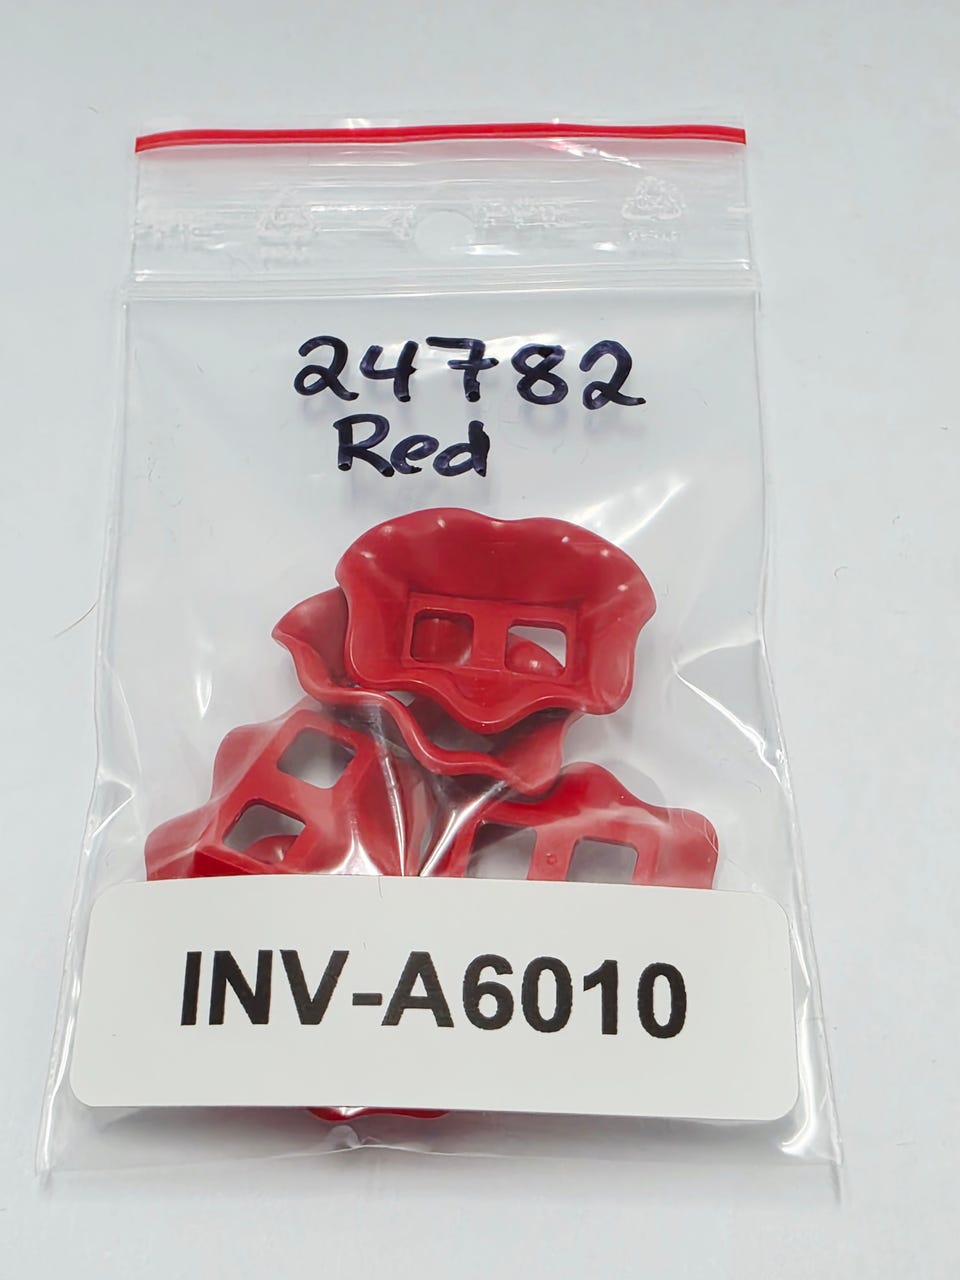 24782
Red
INV-A6010